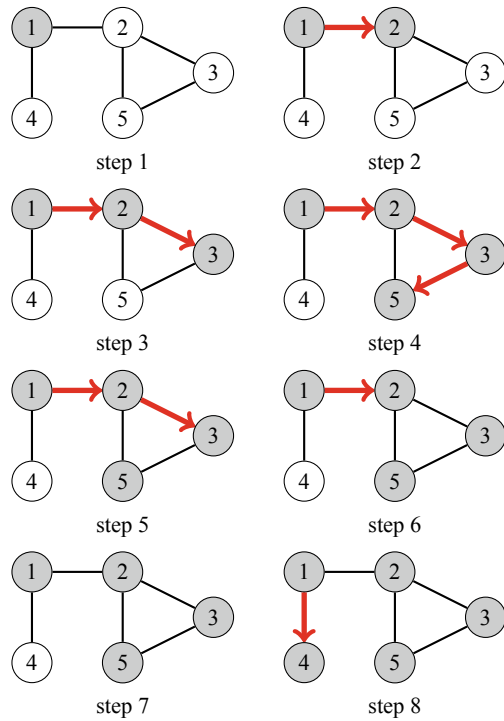 1 2 3 4 5
step 1
1 2 3 4 5
step 2
1 2 3 4 5
step 3
1 2 3 4 5
step 4
1 2 3 4 5
step 5
1 2 3 4 5
step 6
1 2 3 4 5
step 7
1 2 3 4 5
step 8